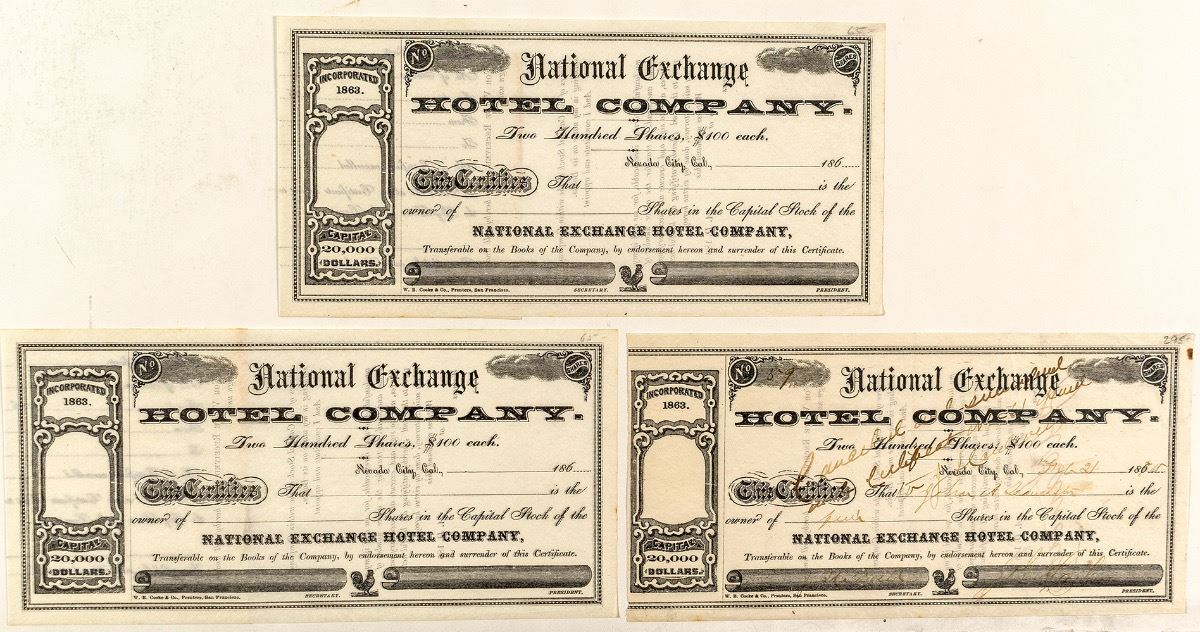 65-
No
SHARES
INCORPORATED
1863.
National Exchange
HOTEL COMPANY.
Two Hundred Shares, $100 each.
Nevada City, Cal., 186
This Certifies That is the
owner of Shares in the Capital Stock of the
CAPITAL
20,000
DOLLARS.
NATIONAL EXCHANGE HOTEL COMPANY,
Transferable on the Books of the Company, by endorsement hereon and surrender of this Certificate.
W. B. Cooke & Co., Prenters, San Francisco. SECRETARY. PRESIDENT.
65-
No
SHARES
INCORPORATED
1863.
National Exchange
HOTEL COMPANY.
Two Hundred Shares, $100 each.
Nevada City, Cal., 186
This Certifies That is the
owner of Shares in the Capital Stock of the
CAPITAL
20,000
DOLLARS.
NATIONAL EXCHANGE HOTEL COMPANY,
Transferable on the Books of the Company, by endorsement hereon and surrender of this Certificate.
W. B. Cooke & Co., Prenters, San Francisco. SECRETARY. PRESIDENT.
295-
No 39
SHARES
INCORPORATED
1863.
National Exchange
HOTEL COMPANY.
Two Hundred Shares, $100 each.
Nevada City, Cal., Feb 21 186
This Certifies That is the
owner of Shares in the Capital Stock of the
CAPITAL
20,000
DOLLARS.
NATIONAL EXCHANGE HOTEL COMPANY,
Transferable on the Books of the Company, by endorsement hereon and surrender of this Certificate.
W. B. Cooke & Co., Prenters, San Francisco. SECRETARY. PRESIDENT.